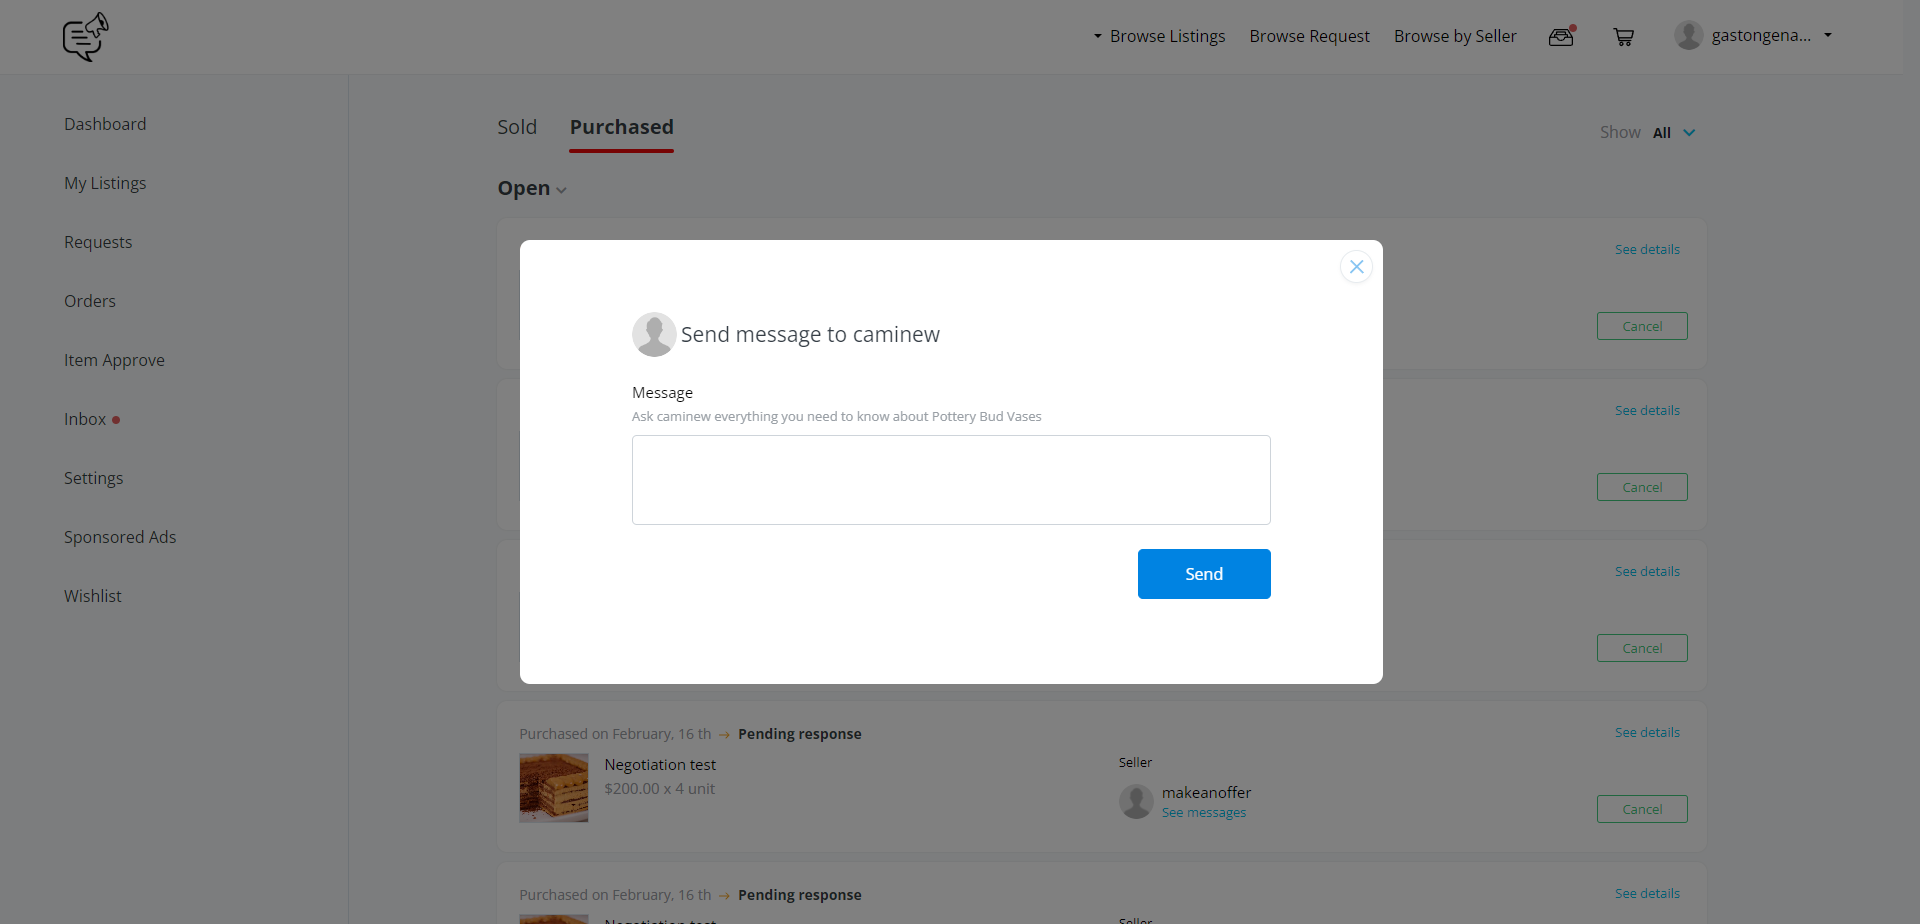 Browse Listings Browse Request Browse by Seller gastongena...
Dashboard
My Listings
Requests
Orders
Item Approve
Inbox
Settings
Sponsored Ads
Wishlist
Sold Purchased
Show All
Open
See details
Cancel
See details
Cancel
See details
Cancel
Send message to caminew
Message
Ask caminew everything you need to know about Pottery Bud Vases
Send
Purchased on February, 16 th → Pending response
See details
Negotiation test
$200.00 x 4 unit
Seller
makeanoffer
See messages
Cancel
Purchased on February, 16 th → Pending response
See details
Negotiation test
Seller